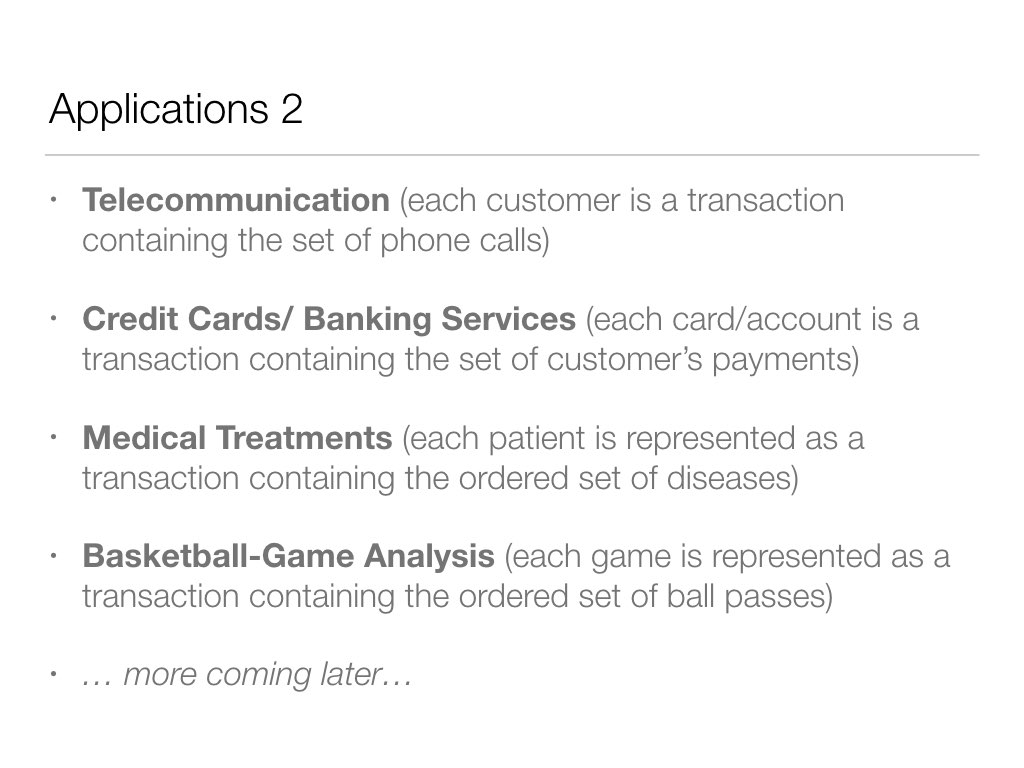 Applications 2
• Telecommunication (each customer is a transaction
containing the set of phone calls)
• Credit Cards/ Banking Services (each card/account is a
transaction containing the set of customer’s payments)
• Medical Treatments (each patient is represented as a
transaction containing the ordered set of diseases)
• Basketball-Game Analysis (each game is represented as a
transaction containing the ordered set of ball passes)
• … more coming later…